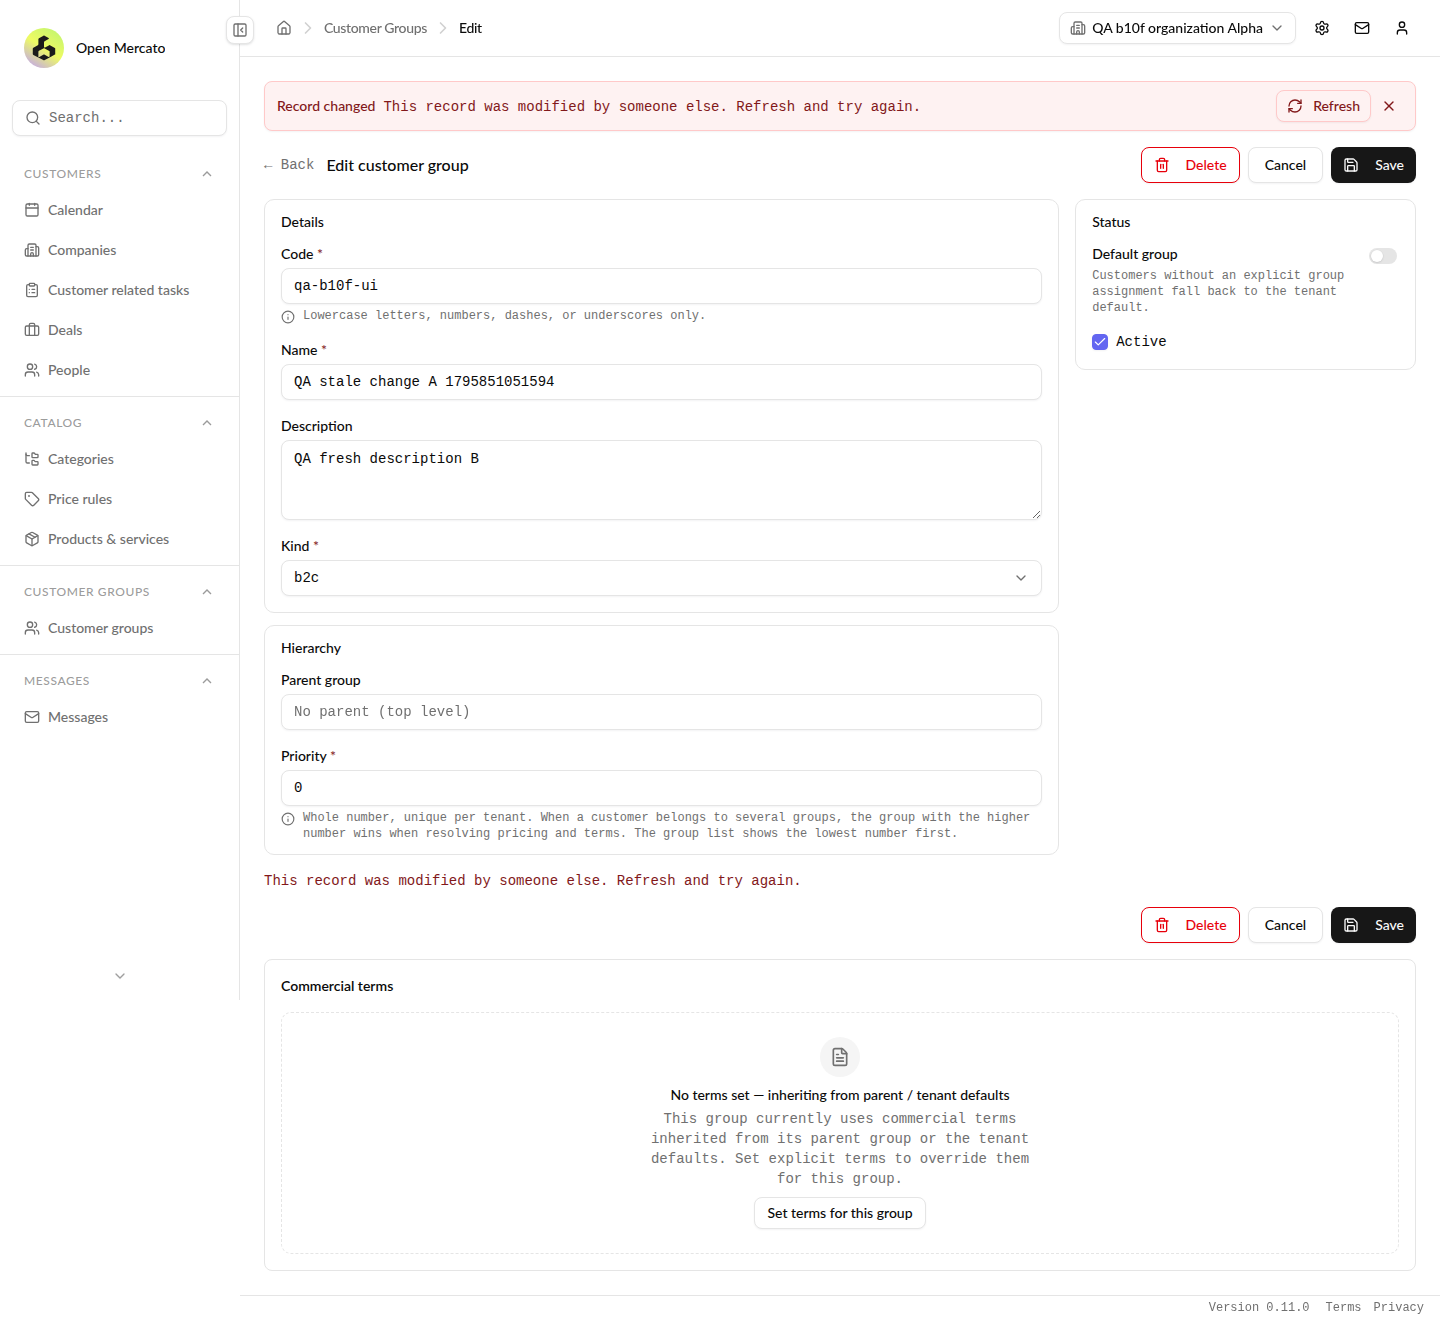 Open Mercato
Search...
CUSTOMERS
Calendar
Companies
Customer related tasks
Deals
People
CATALOG
Categories
Price rules
Products & services
CUSTOMER GROUPS
Customer groups
MESSAGES
Messages
Customer Groups
Edit
QA b10f organization Alpha
Record changed This record was modified by someone else. Refresh and try again.
Refresh
← Back
Edit customer group
Delete
Cancel
Save
Details
Code *
qa-b10f-ui
Lowercase letters, numbers, dashes, or underscores only.
Name *
QA stale change A 1795851051594
Description
QA fresh description B
Kind *
b2c
Status
Default group
Customers without an explicit group
assignment fall back to the tenant
default.
Active
Hierarchy
Parent group
No parent (top level)
Priority *
0
Whole number, unique per tenant. When a customer belongs to several groups, the group with the higher
number wins when resolving pricing and terms. The group list shows the lowest number first.
This record was modified by someone else. Refresh and try again.
Delete
Cancel
Save
Commercial terms
No terms set — inheriting from parent / tenant defaults
This group currently uses commercial terms
inherited from its parent group or the tenant
defaults. Set explicit terms to override them
for this group.
Set terms for this group
Version 0.11.0
Terms
Privacy